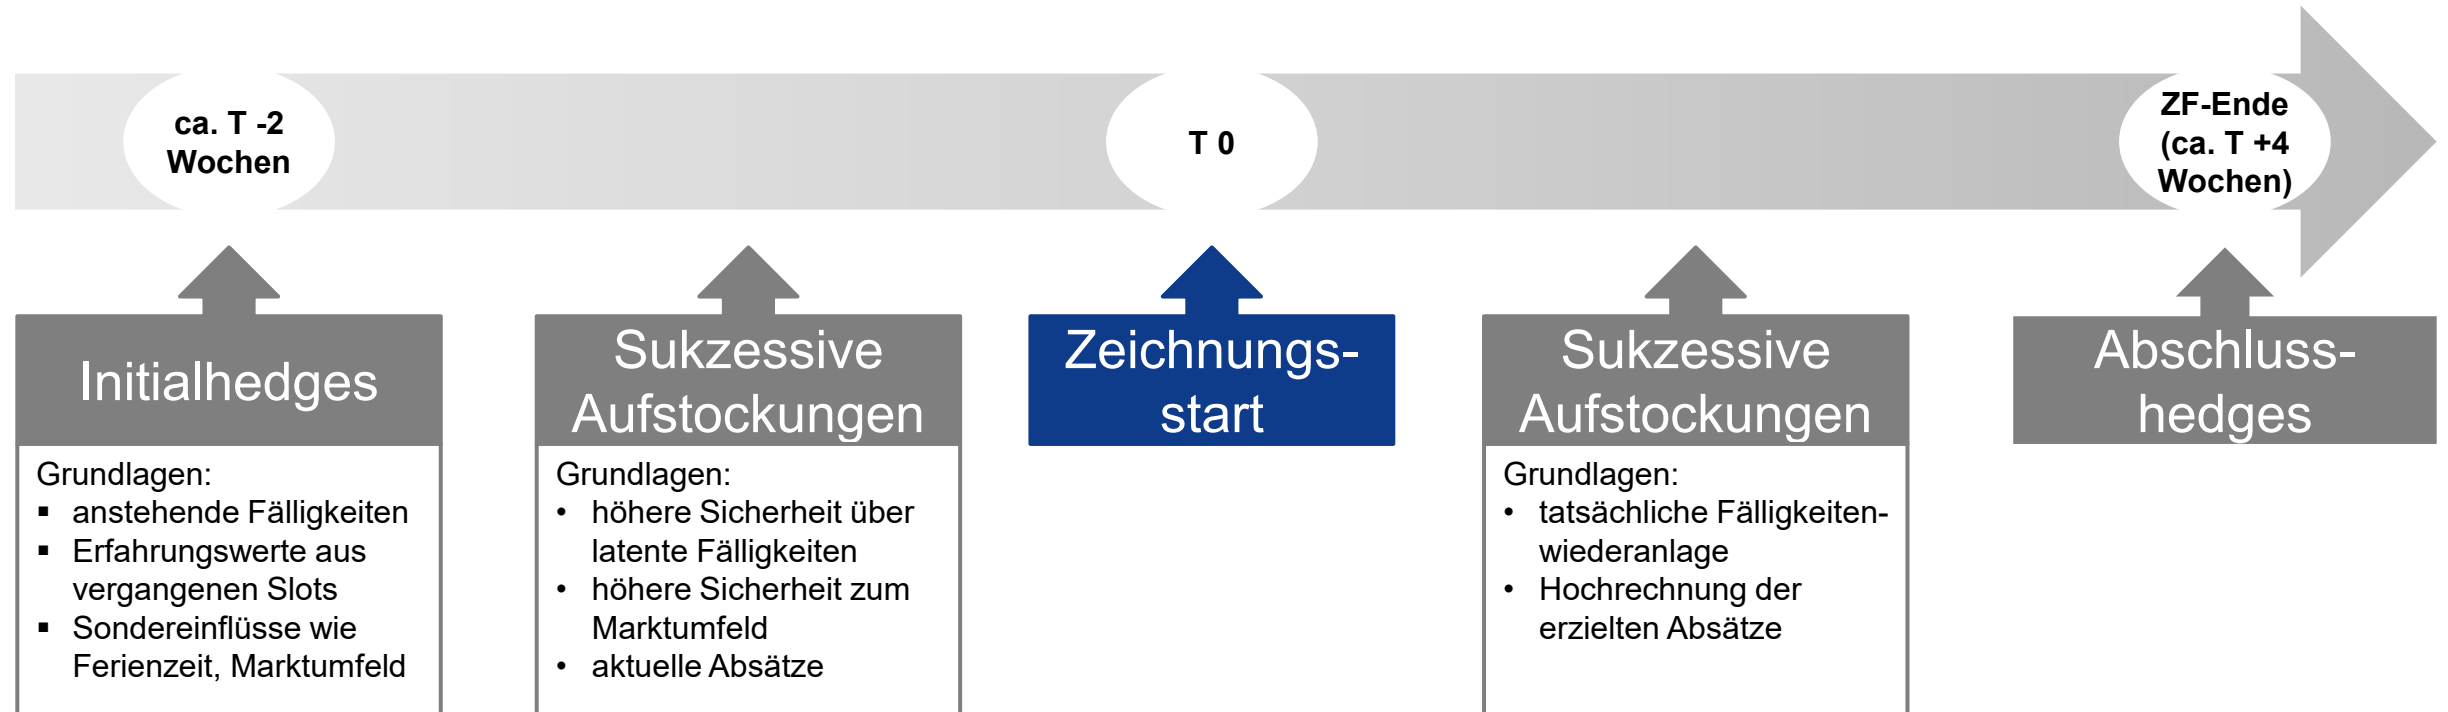 ca. T -2
Wochen
T 0
ZF-Ende
(ca. T +4
Wochen)
Initialhedges
Grundlagen:
▪ anstehende Fälligkeiten
▪ Erfahrungswerte aus
vergangenen Slots
▪ Sondereinflüsse wie
Ferienzeit, Marktumfeld
Sukzessive
Aufstockungen
Grundlagen:
• höhere Sicherheit über
latente Fälligkeiten
• höhere Sicherheit zum
Marktumfeld
• aktuelle Absätze
Zeichnungs-
start
Sukzessive
Aufstockungen
Grundlagen:
• tatsächliche Fälligkeiten-
wiederanlage
• Hochrechnung der
erzielten Absätze
Abschluss-
hedges